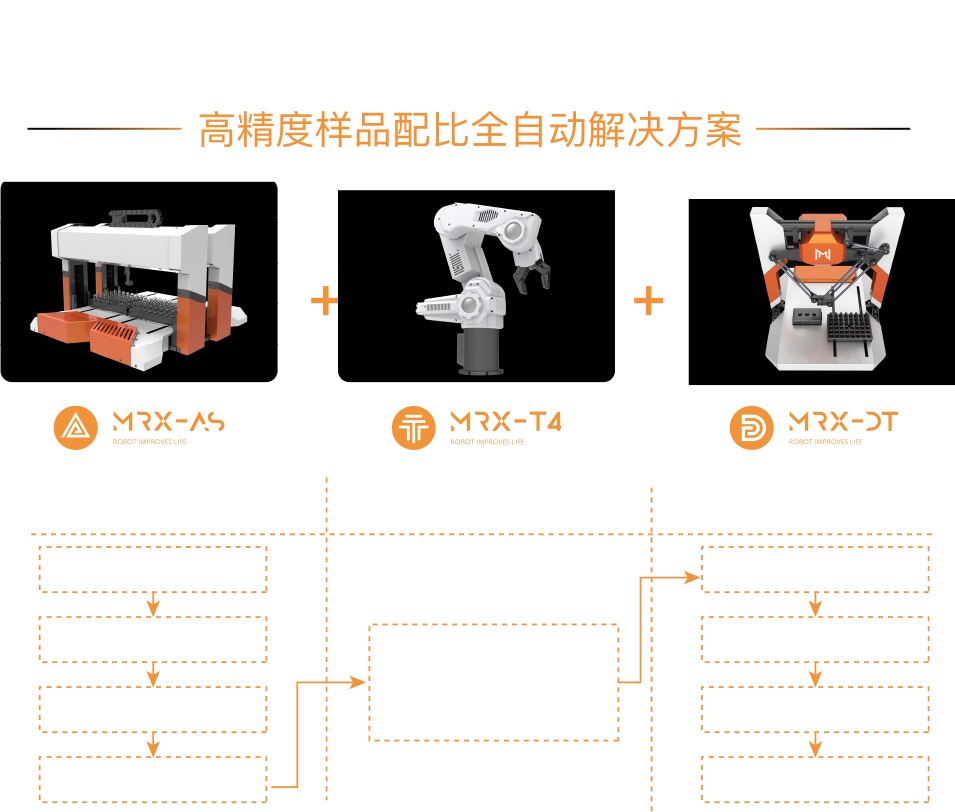 高精度样品配比全自动解决方案
MRX-AS
ROBOT IMPROVES LIFE
MRX-T4
ROBOT IMPROVES LIFE
MRX-DT
ROBOT IMPROVES LIFE